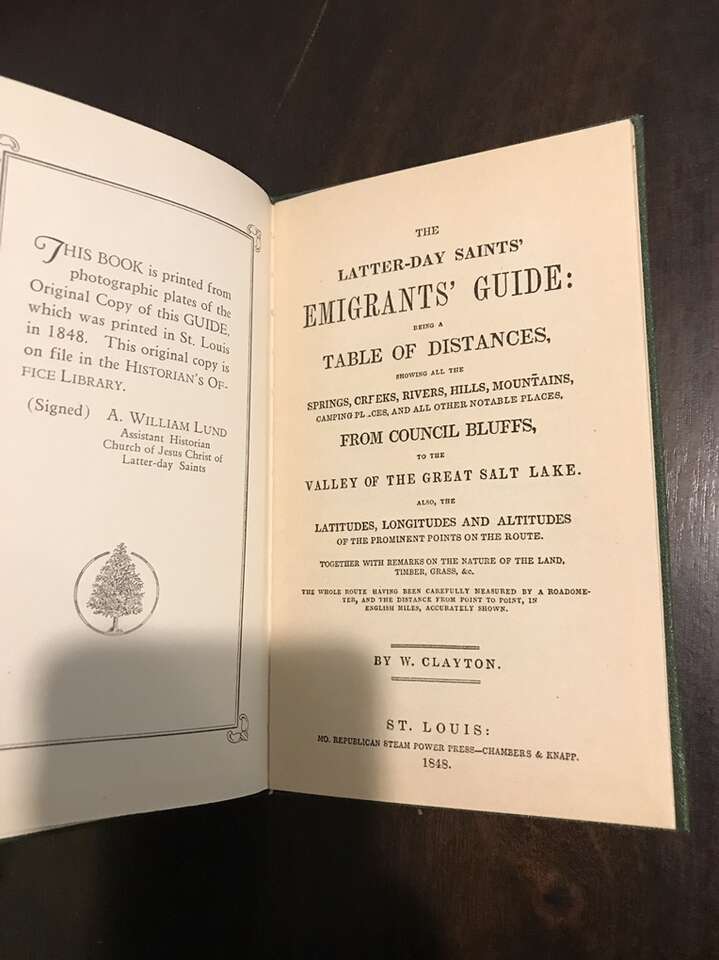 THIS BOOK is printed from
photographic plates of the
Original Copy of this GUIDE,
which was printed in St. Louis
in 1848. This original copy is
on file in the HISTORIAN'S OF-
FICE LIBRARY.
(Signed) A. WILLIAM LUND
Assistant Historian
Church of Jesus Christ of
Latter-day Saints
THE
LATTER-DAY SAINTS'
EMIGRANTS' GUIDE:
BEING A
TABLE OF DISTANCES,
SHOWING ALL THE
SPRINGS, CREEKS, RIVERS, HILLS, MOUNTAINS,
CAMPING PLACES, AND ALL OTHER NOTABLE PLACES,
FROM COUNCIL BLUFFS,
TO THE
VALLEY OF THE GREAT SALT LAKE.
ALSO, THE
LATITUDES, LONGITUDES AND ALTITUDES
OF THE PROMINENT POINTS ON THE ROUTE.
TOGETHER WITH REMARKS ON THE NATURE OF THE LAND,
TIMBER, GRASS, &c.
THE WHOLE ROUTE HAVING BEEN CAREFULLY MEASURED BY A ROADOME-
TER, AND THE DISTANCE FROM POINT TO POINT, IN
ENGLISH MILES, ACCURATELY SHOWN.
BY W. CLAYTON.
ST. LOUIS:
MO. REPUBLICAN STEAM POWER PRESS—CHAMBERS & KNAPP.
1848.